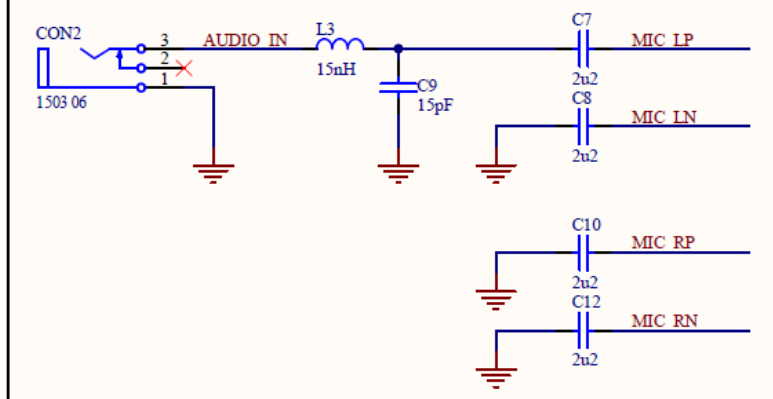 CON2
3
AUDIO IN
L3
15nH
C7
2u2
MIC LP
2
1
1503 06
C9
15pF
C8
2u2
MIC LN
C10
2u2
MIC RP
C12
2u2
MIC RN